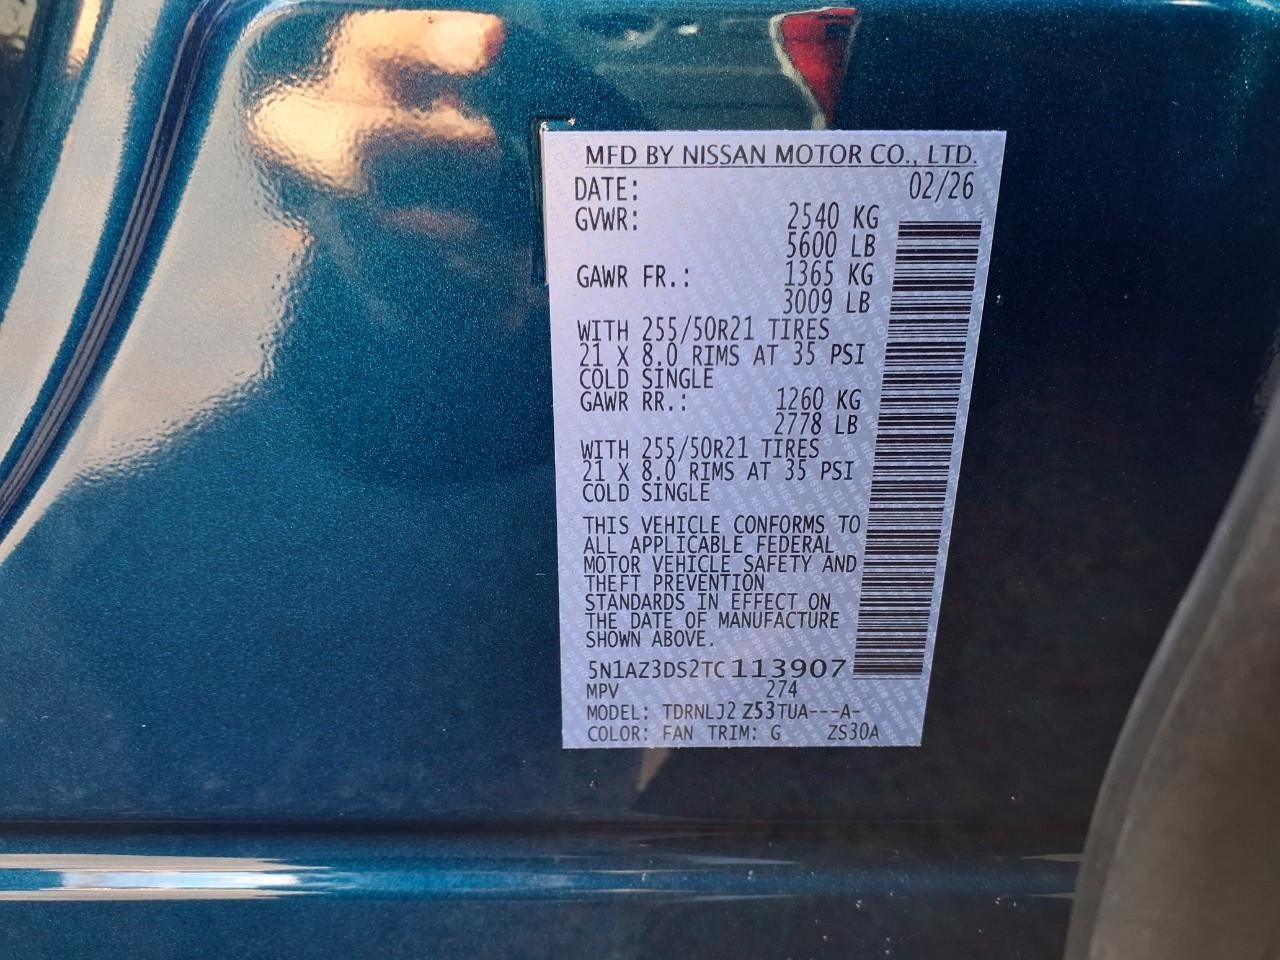 MFD BY NISSAN MOTOR CO., LTD.
DATE: 02/26
GVWR: 2540 KG
5600 LB
GAWR FR.: 1365 KG
3009 LB
WITH 255/50R21 TIRES
21 X 8.0 RIMS AT 35 PSI
COLD SINGLE
GAWR RR.: 1260 KG
2778 LB
WITH 255/50R21 TIRES
21 X 8.0 RIMS AT 35 PSI
COLD SINGLE
THIS VEHICLE CONFORMS TO
ALL APPLICABLE FEDERAL
MOTOR VEHICLE SAFETY AND
THEFT PREVENTION
STANDARDS IN EFFECT ON
THE DATE OF MANUFACTURE
SHOWN ABOVE.
5N1AZ3DS2TC113907
MPV 274
MODEL: TDRNLJ2 Z53TUA---A-
COLOR: FAN TRIM: G ZS30A